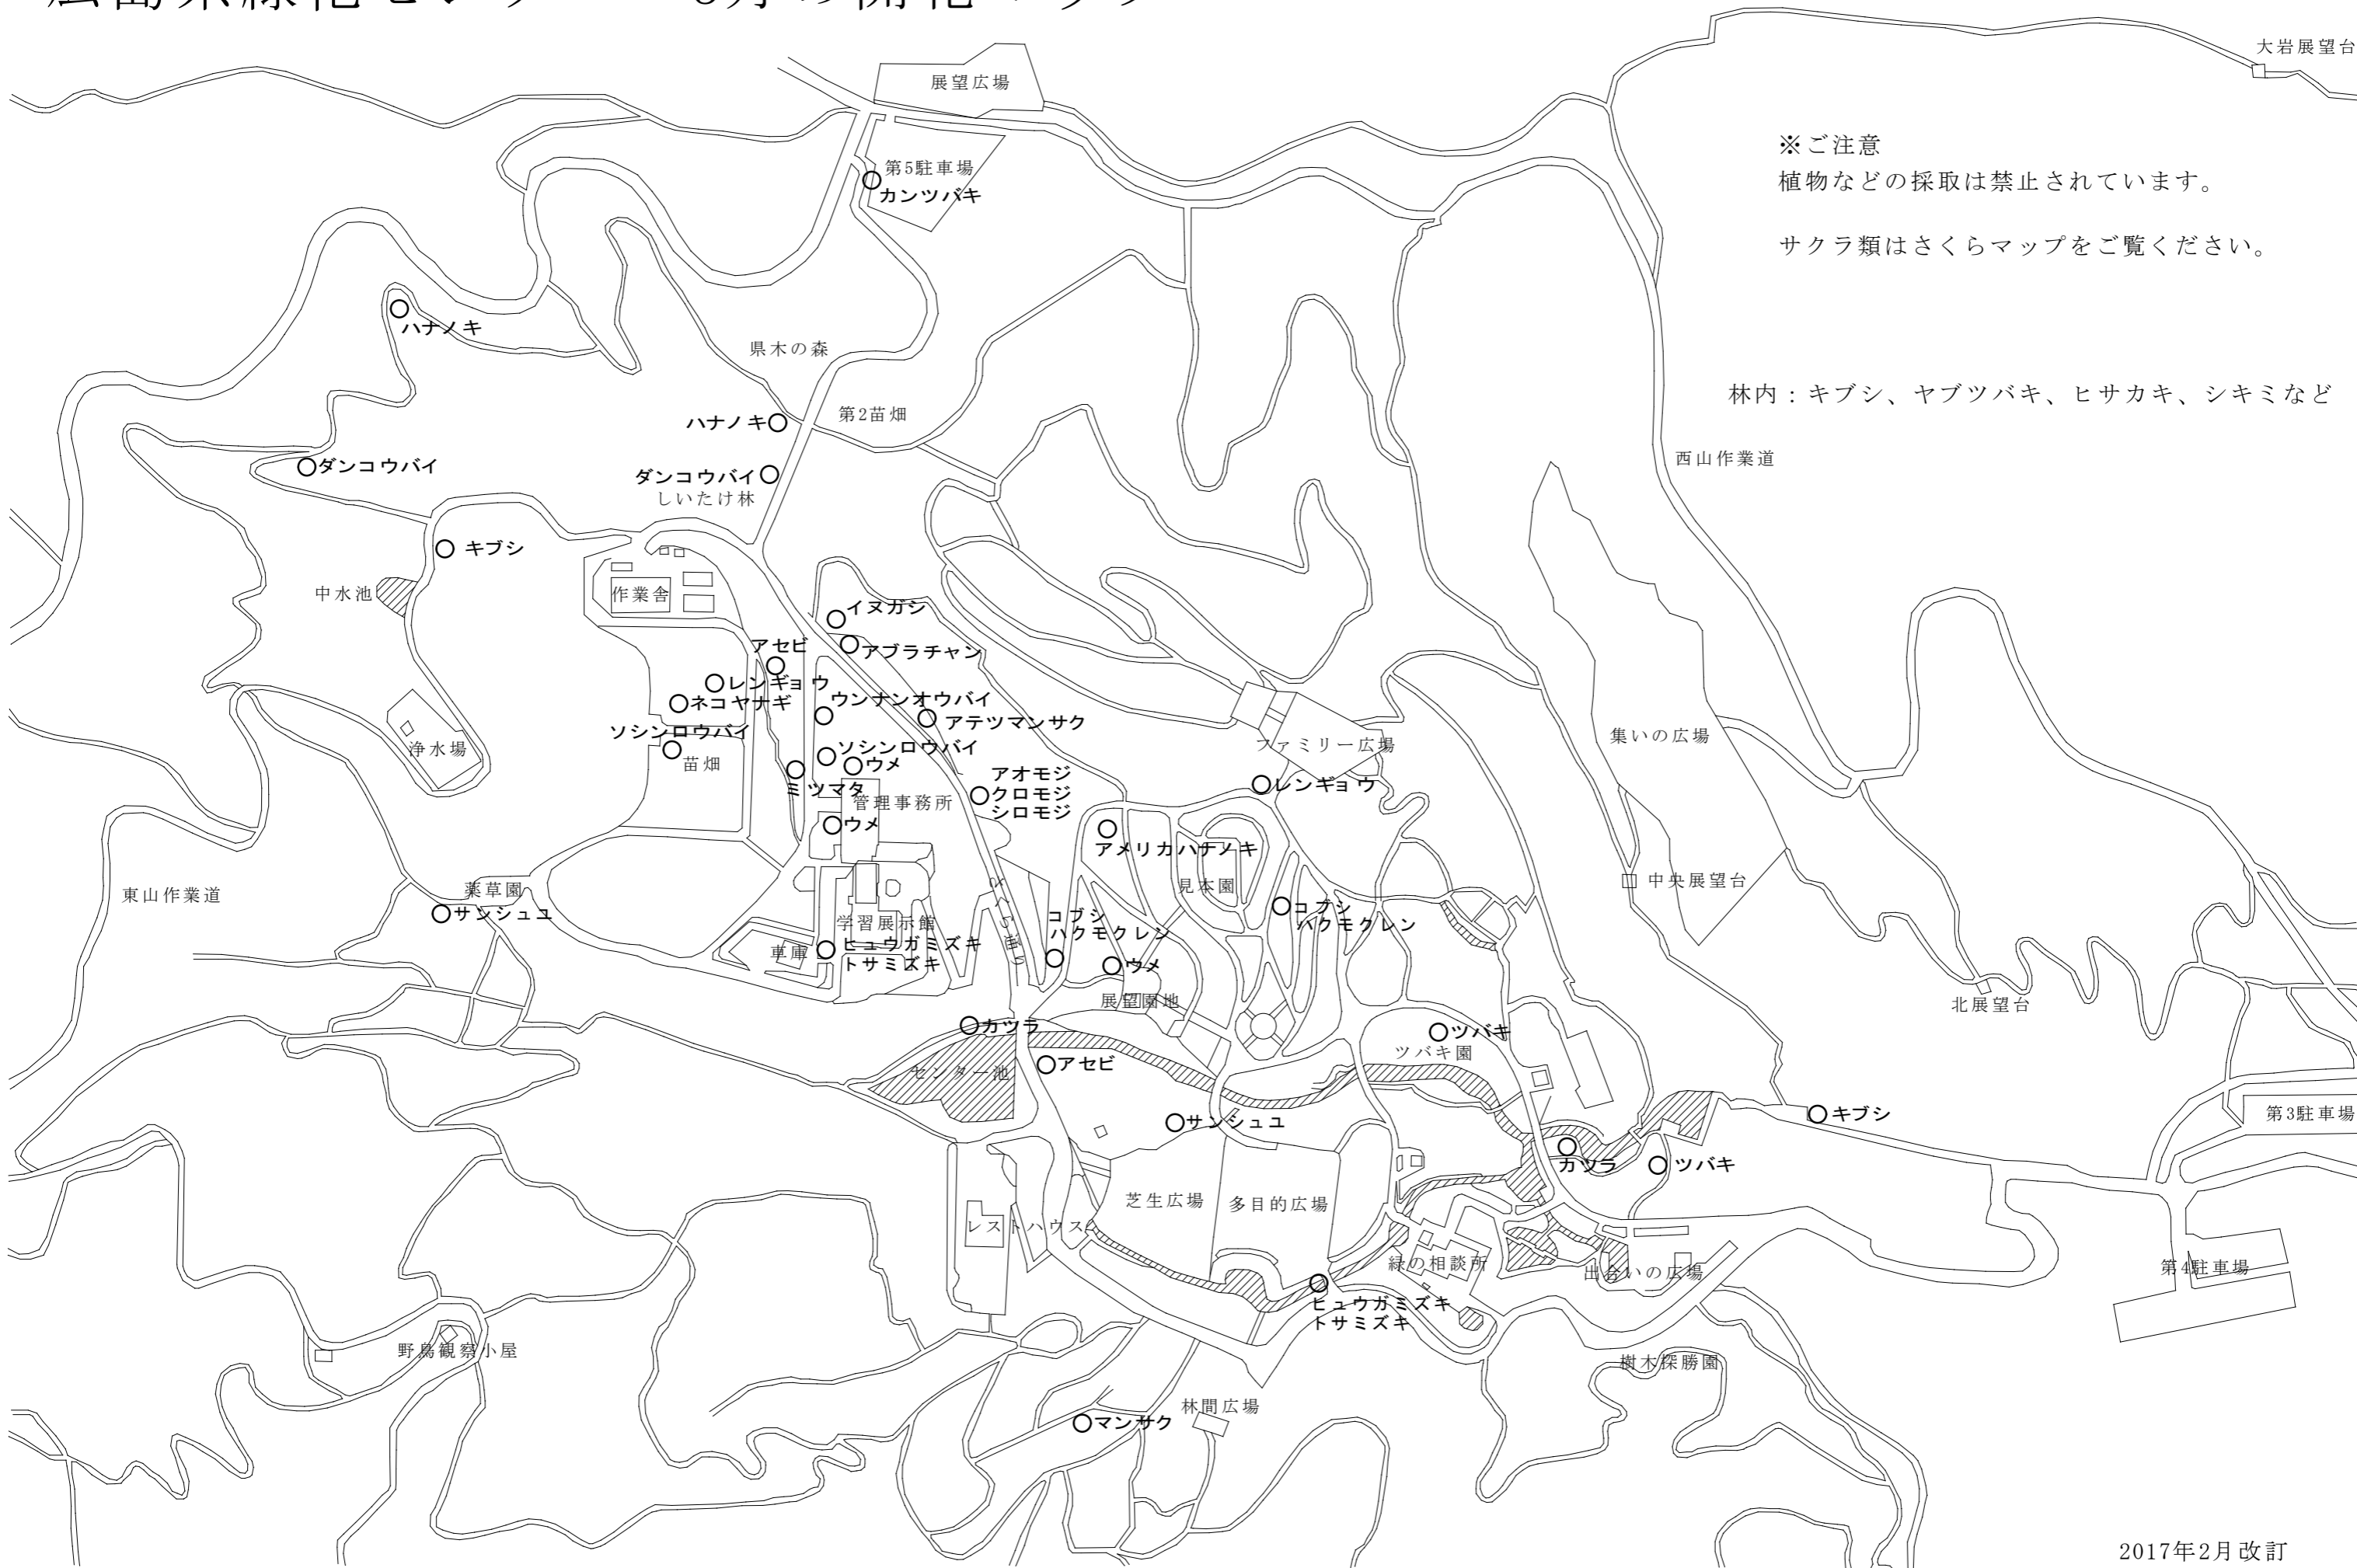 大岩展望台
展望広場
※ご注意
植物などの採取は禁止されています。
サクラ類はさくらマップをご覧ください。
第5駐車場
カンツバキ
ハナノキ
県木の森
林内：キブシ、ヤブツバキ、ヒサカキ、シキミなど
ハナノキ
第2苗畑
西山作業道
ダンコウバイ
ダンコウバイ
しいたけ林
キブシ
中水池
作業舎
イヌガシ
アセビ
アブラチャン
レンギョウ
ネコヤナギ
ウンナンオウバイ
アテツマンサク
ソシンロウバイ
苗畑
浄水場
ソシンロウバイ
ウメ
ミツマタ
管理事務所
アオモジ
クロモジ
シロモジ
ファミリー広場
レンギョウ
集いの広場
ウメ
アメリカハナノキ
見本園
中央展望台
東山作業道
薬草園
サンシュユ
学習展示館
車庫
ヒュウガミズキ
トサミズキ
さくら通り
コブシ
ハクモクレン
コブシ
ハクモクレン
ウメ
展望園地
北展望台
カツラ
センター池
アセビ
ツバキ
ツバキ園
サンシュユ
キブシ
第3駐車場
カツラ
ツバキ
芝生広場
多目的広場
レストハウス
緑の相談所
出合いの広場
第4駐車場
ヒュウガミズキ
トサミズキ
野鳥観察小屋
樹木探勝園
林間広場
マンサク
2017年2月改訂